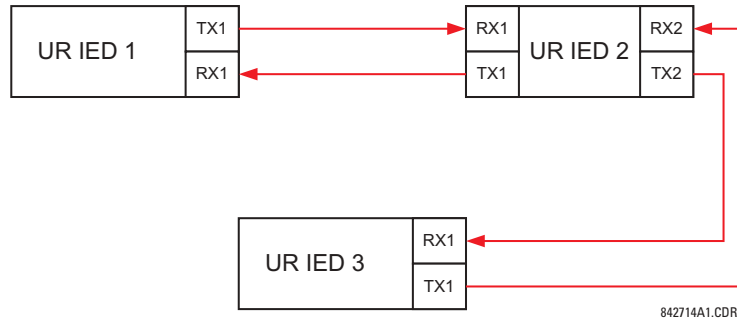 UR IED 1
TX1
RX1
RX1
TX1
UR IED 2
RX2
TX2
UR IED 3
RX1
TX1
842714A1.CDR